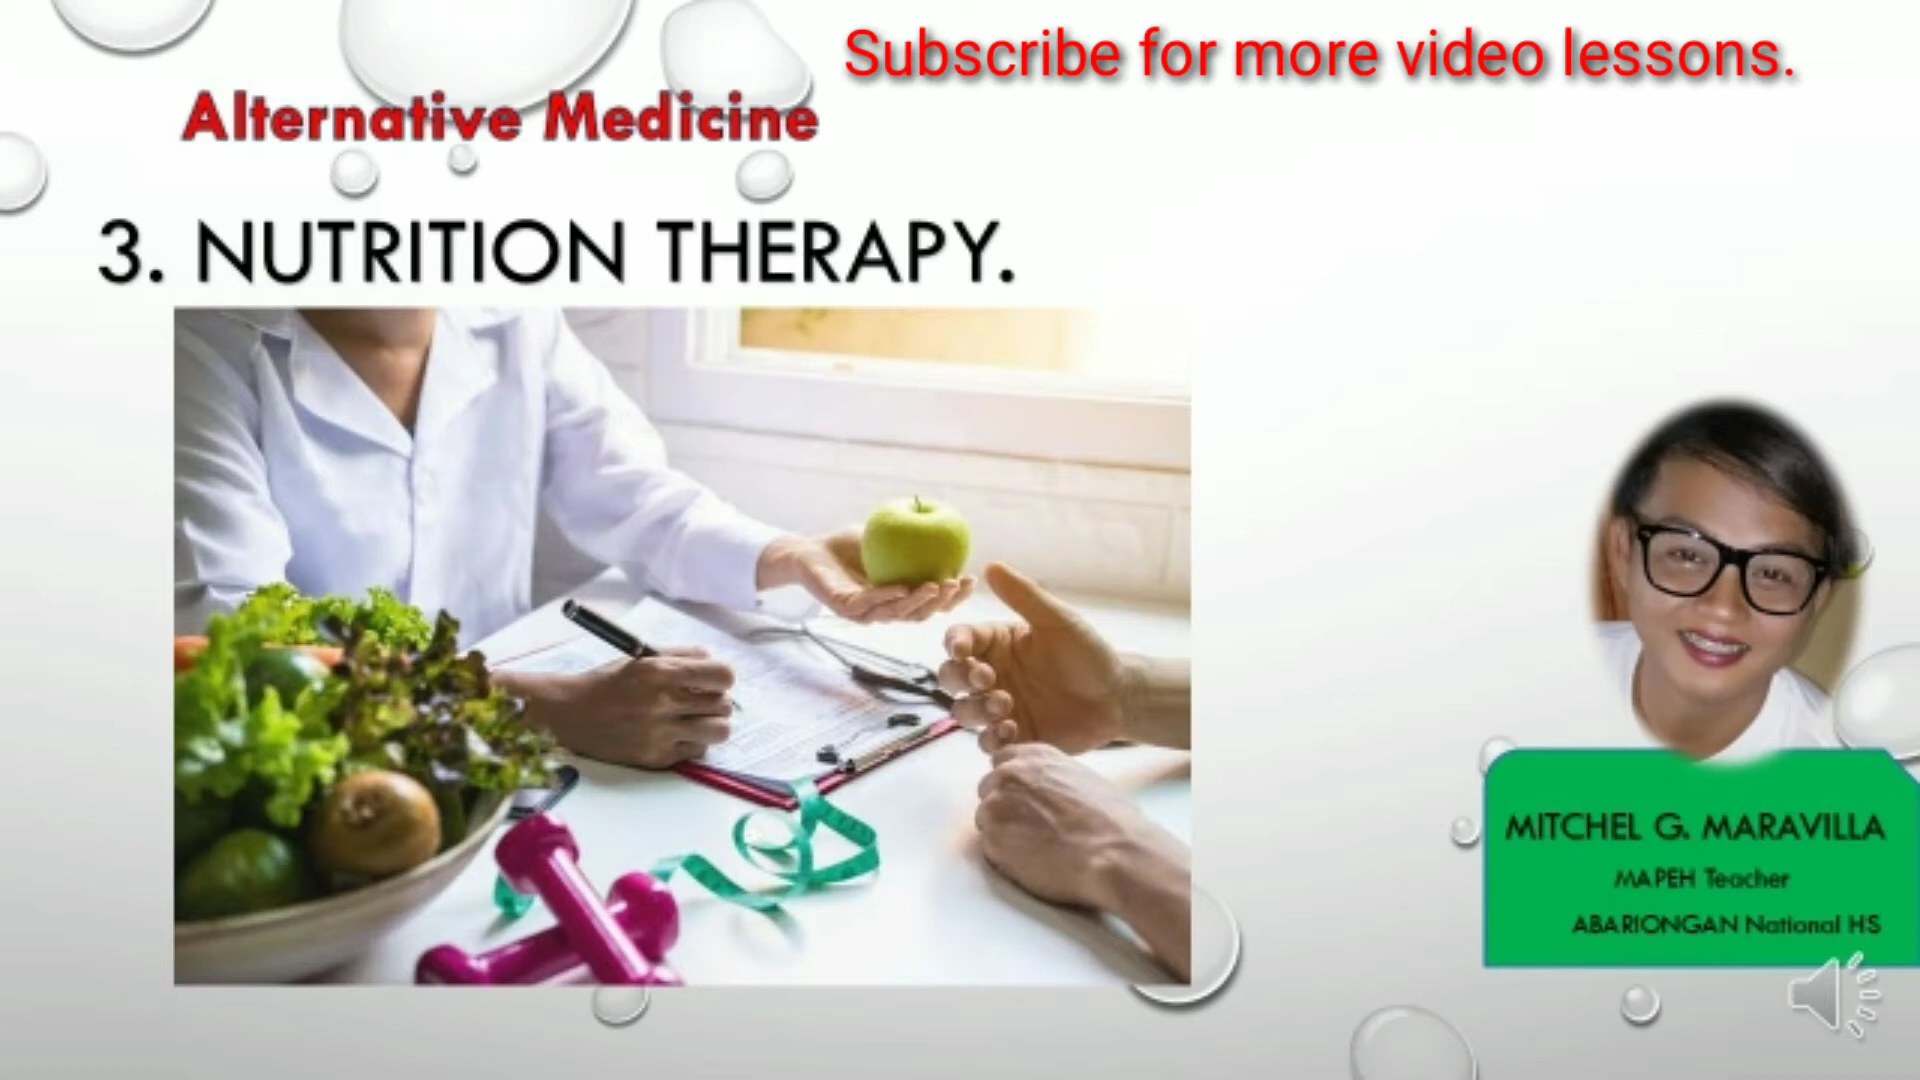 Subscribe for more video lessons.
Alternative Medicine
3. NUTRITION THERAPY.
MITCHEL G. MARAVILLA
MAPEH Teacher
ABARIONGAN National HS